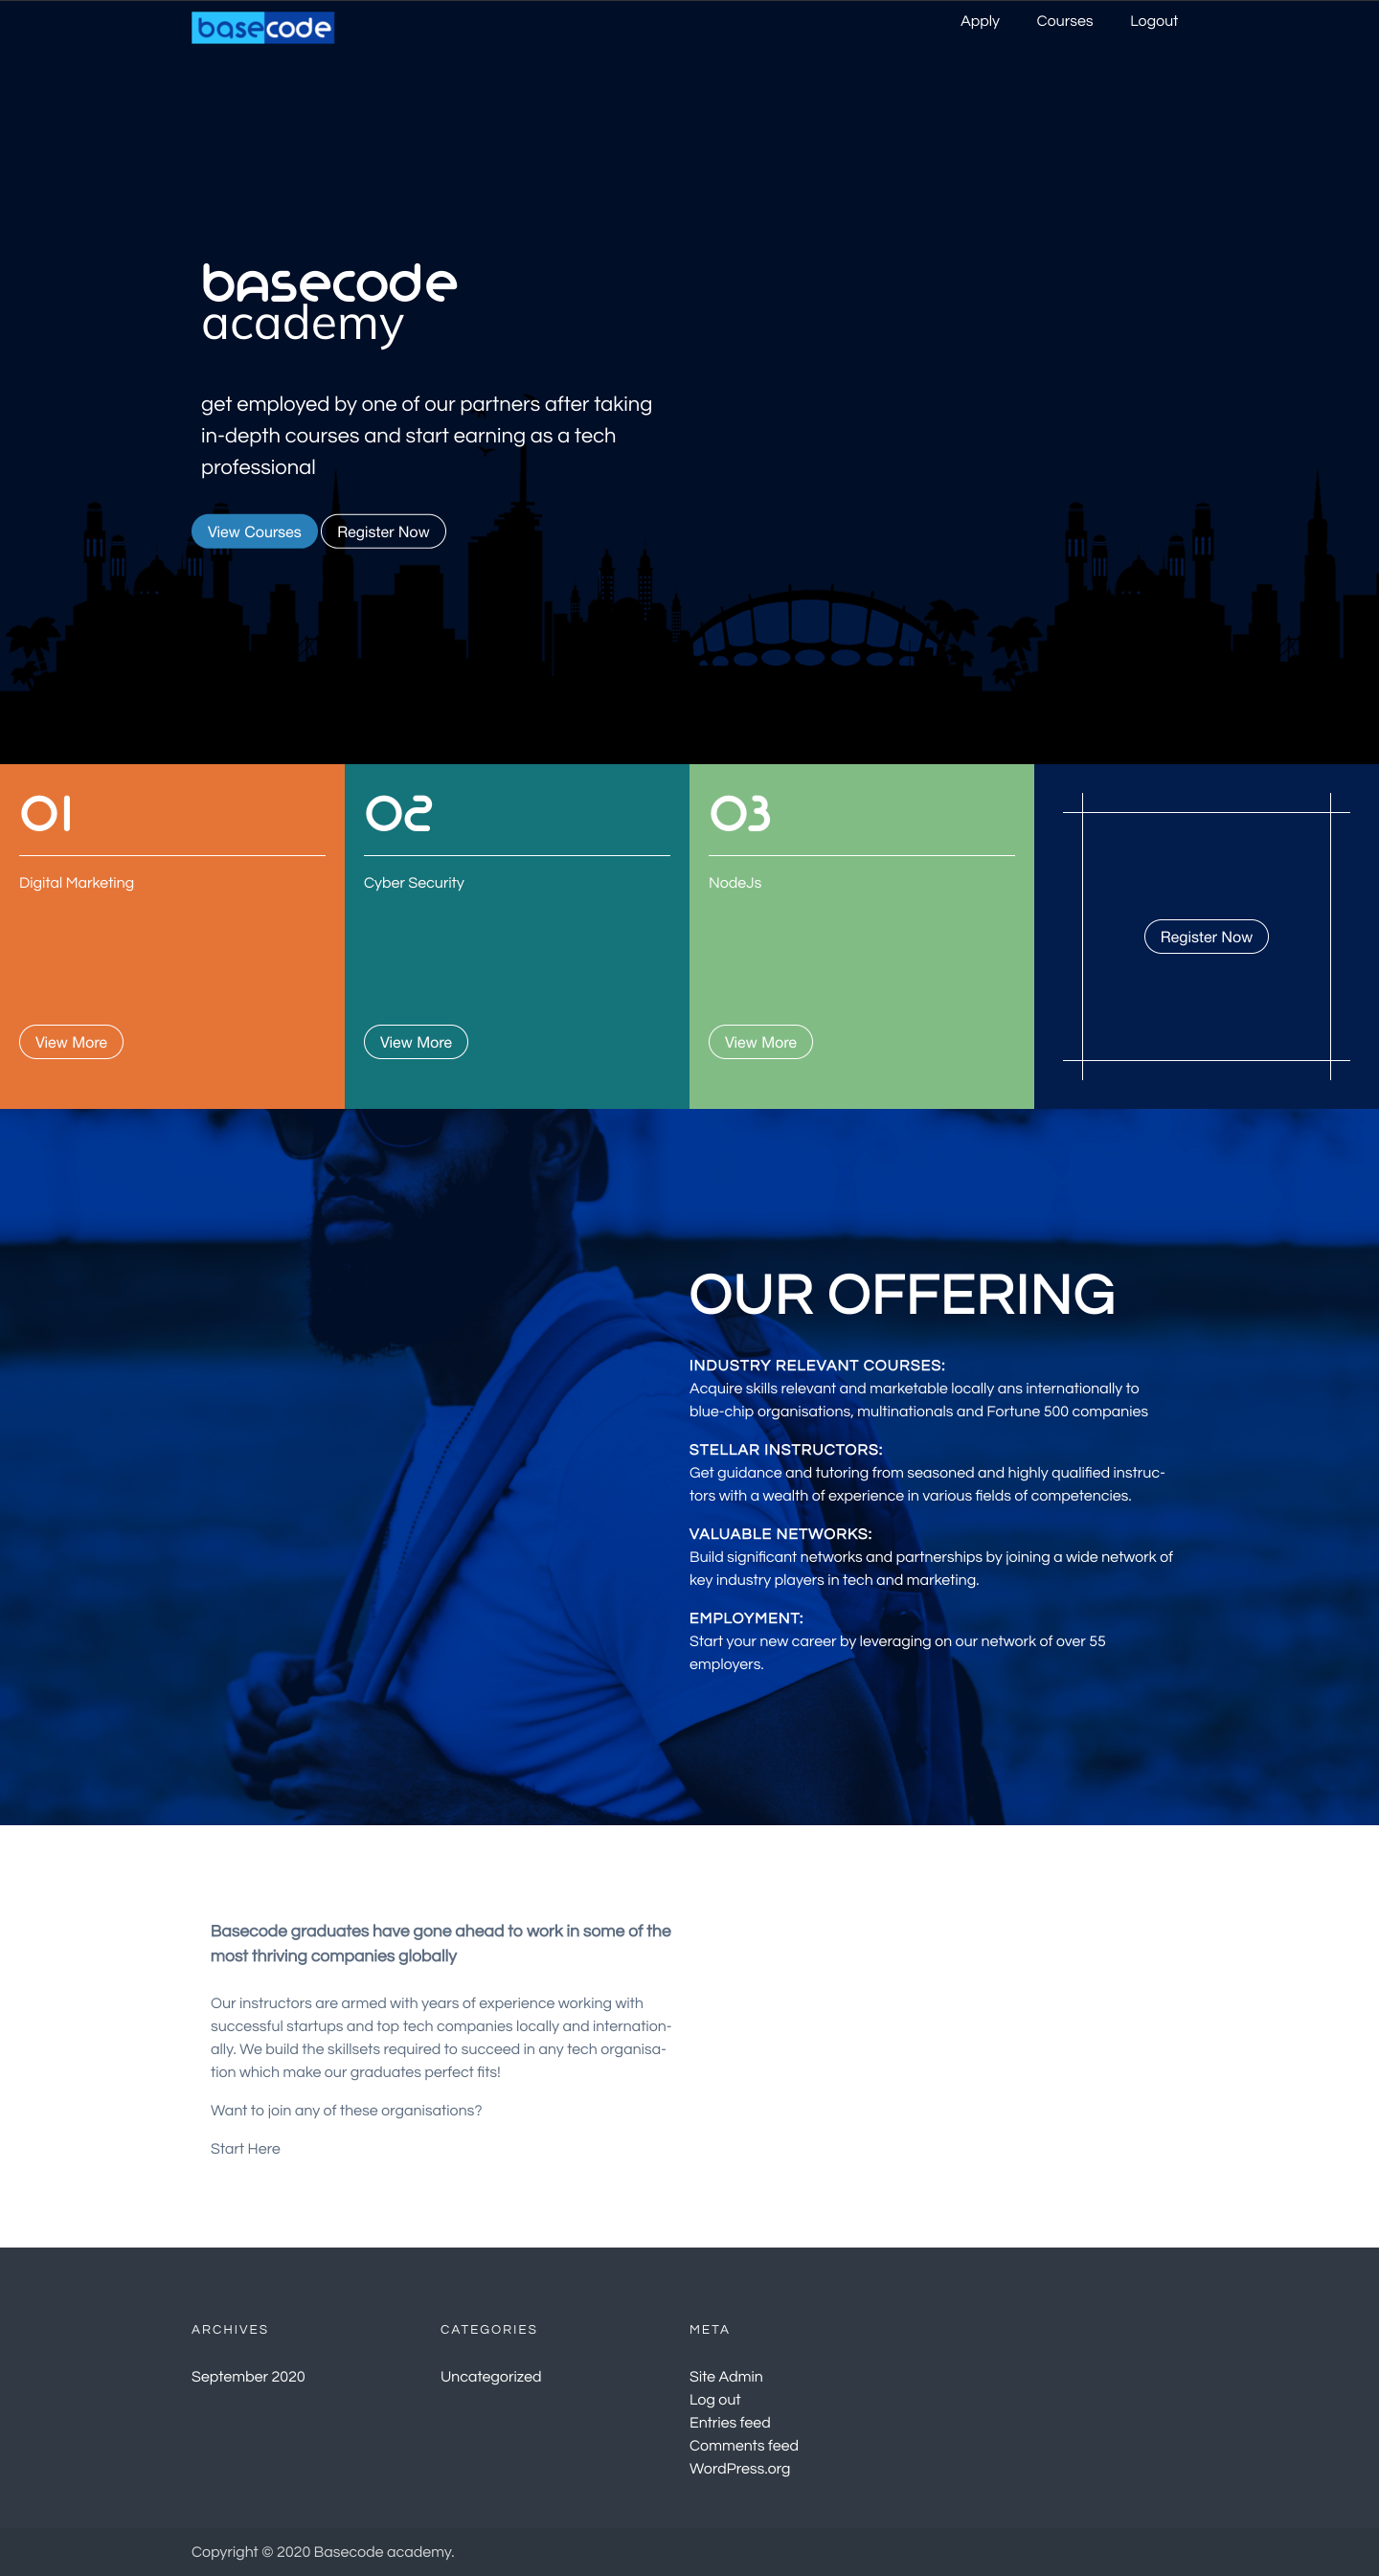 basecode
Apply Courses Logout
basecode
academy
get employed by one of our partners after taking
in-depth courses and start earning as a tech
professional
View Courses Register Now
01
Digital Marketing
View More
02
Cyber Security
View More
03
NodeJs
View More
Register Now
OUR OFFERING
INDUSTRY RELEVANT COURSES:
Acquire skills relevant and marketable locally ans internationally to
blue-chip organisations, multinationals and Fortune 500 companies
STELLAR INSTRUCTORS:
Get guidance and tutoring from seasoned and highly qualified instruc-
tors with a wealth of experience in various fields of competencies.
VALUABLE NETWORKS:
Build significant networks and partnerships by joining a wide network of
key industry players in tech and marketing.
EMPLOYMENT:
Start your new career by leveraging on our network of over 55
employers.
Basecode graduates have gone ahead to work in some of the
most thriving companies globally
Our instructors are armed with years of experience working with
successful startups and top tech companies locally and internation-
ally. We build the skillsets required to succeed in any tech organisa-
tion which make our graduates perfect fits!
Want to join any of these organisations?
Start Here
ARCHIVES
September 2020
CATEGORIES
Uncategorized
META
Site Admin
Log out
Entries feed
Comments feed
WordPress.org
Copyright © 2020 Basecode academy.